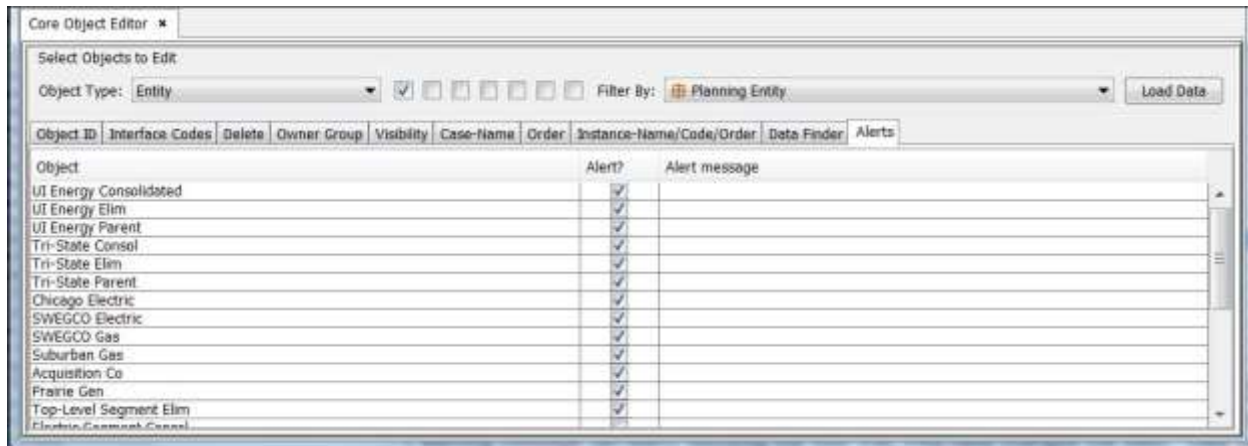 Core Object Editor
Select Objects to Edit
Object Type: Entity Filter By: Planning Entity Load Data
Object ID Interface Codes Delete Owner Group Visibility Case-Name Order Instance-Name/Code/Order Data Finder Alerts
Object Alert? Alert message
UI Energy Consolidated
UI Energy Elim
UI Energy Parent
Tri-State Consol
Tri-State Elim
Tri-State Parent
Chicago Electric
SWEGCO Electric
SWEGCO Gas
Suburban Gas
Acquisition Co
Prairie Gen
Top-Level Segment Elim
Electric Segment Consol